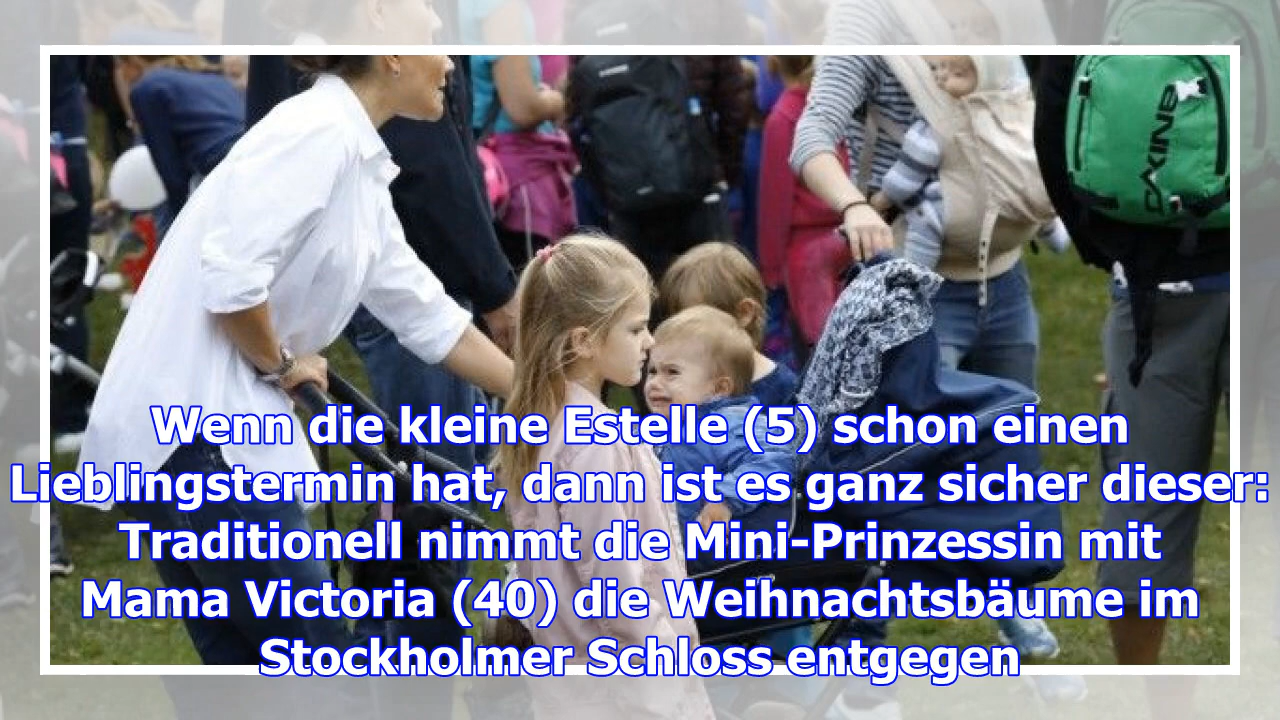 DAKINE
Wenn die kleine Estelle (5) schon einen
Lieblingstermin hat, dann ist es ganz sicher dieser:
Traditionell nimmt die Mini-Prinzessin mit
Mama Victoria (40) die Weihnachtsbäume im
Stockholmer Schloss entgegen